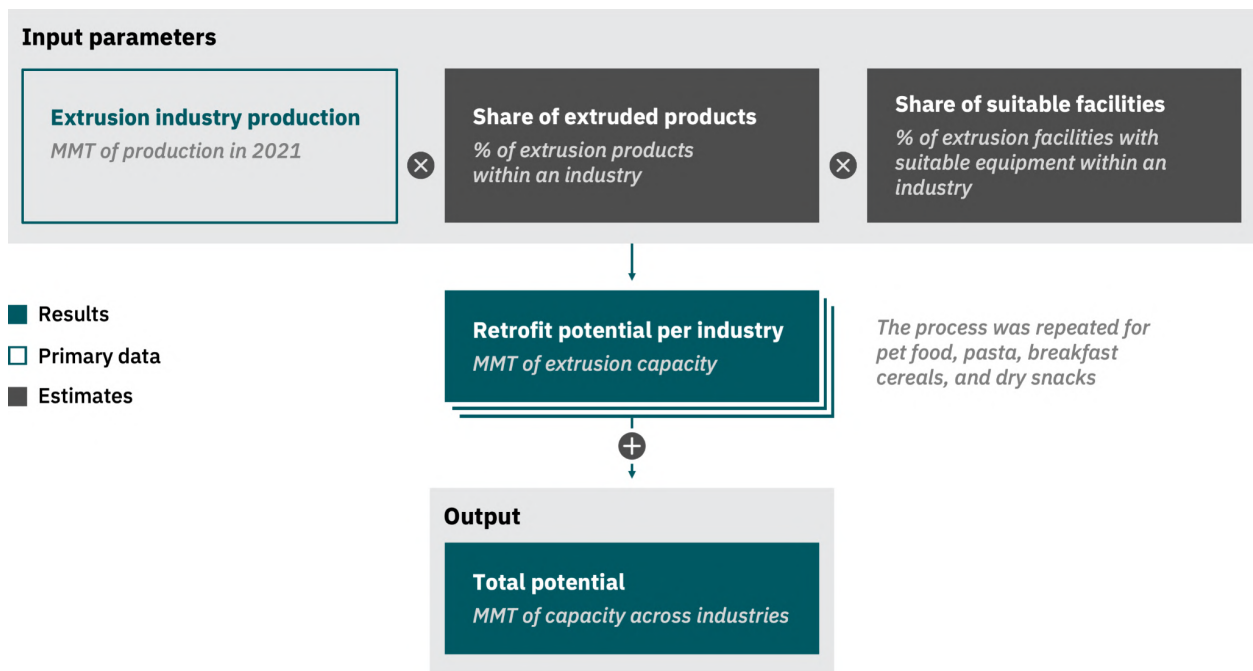 Input parameters
Extrusion industry production
MMT of production in 2021
Share of extruded products
% of extrusion products
within an industry
Share of suitable facilities
% of extrusion facilities with
suitable equipment within an
industry
Results
Primary data
Estimates
Retrofit potential per industry
MMT of extrusion capacity
The process was repeated for
pet food, pasta, breakfast
cereals, and dry snacks
Output
Total potential
MMT of capacity across industries